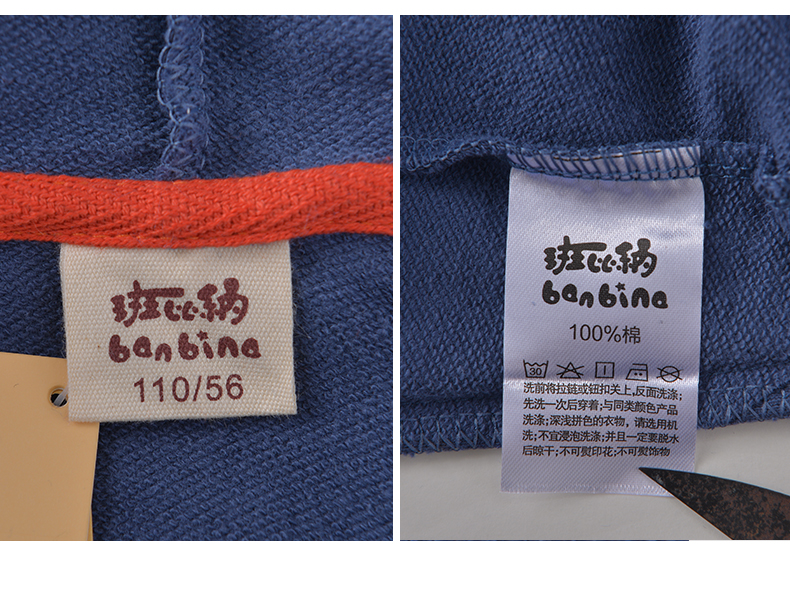 班比纳
banbina
110/56
班比纳
banbina
100%棉
30
洗前将拉链或钮扣关上,反面洗涤;
先洗一次后穿着;与同类颜色产品
洗涤;深浅拼色的衣物,请选用机
洗;不宜浸泡洗涤;并且一定要脱水
后晾干;不可熨印花;不可熨饰物